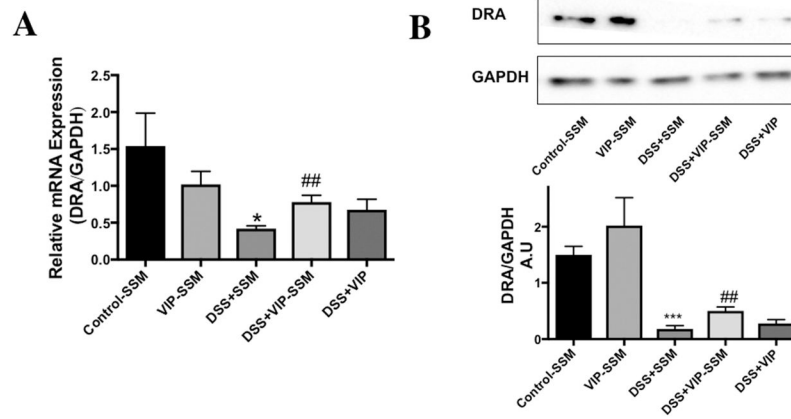 A
Relative mRNA Expression
(DRA/GAPDH)
2.5
2.0
1.5
1.0
0.5
0.0
*
##
Control-SSM
VIP-SSM
DSS+SSM
DSS+VIP-SSM
DSS+VIP
B
DRA
GAPDH
Control-SSM
VIP-SSM
DSS+SSM
DSS+VIP-SSM
DSS+VIP
DRA/GAPDH
A.U
2
1
0
***
##
Control-SSM
VIP-SSM
DSS+SSM
DSS+VIP-SSM
DSS+VIP